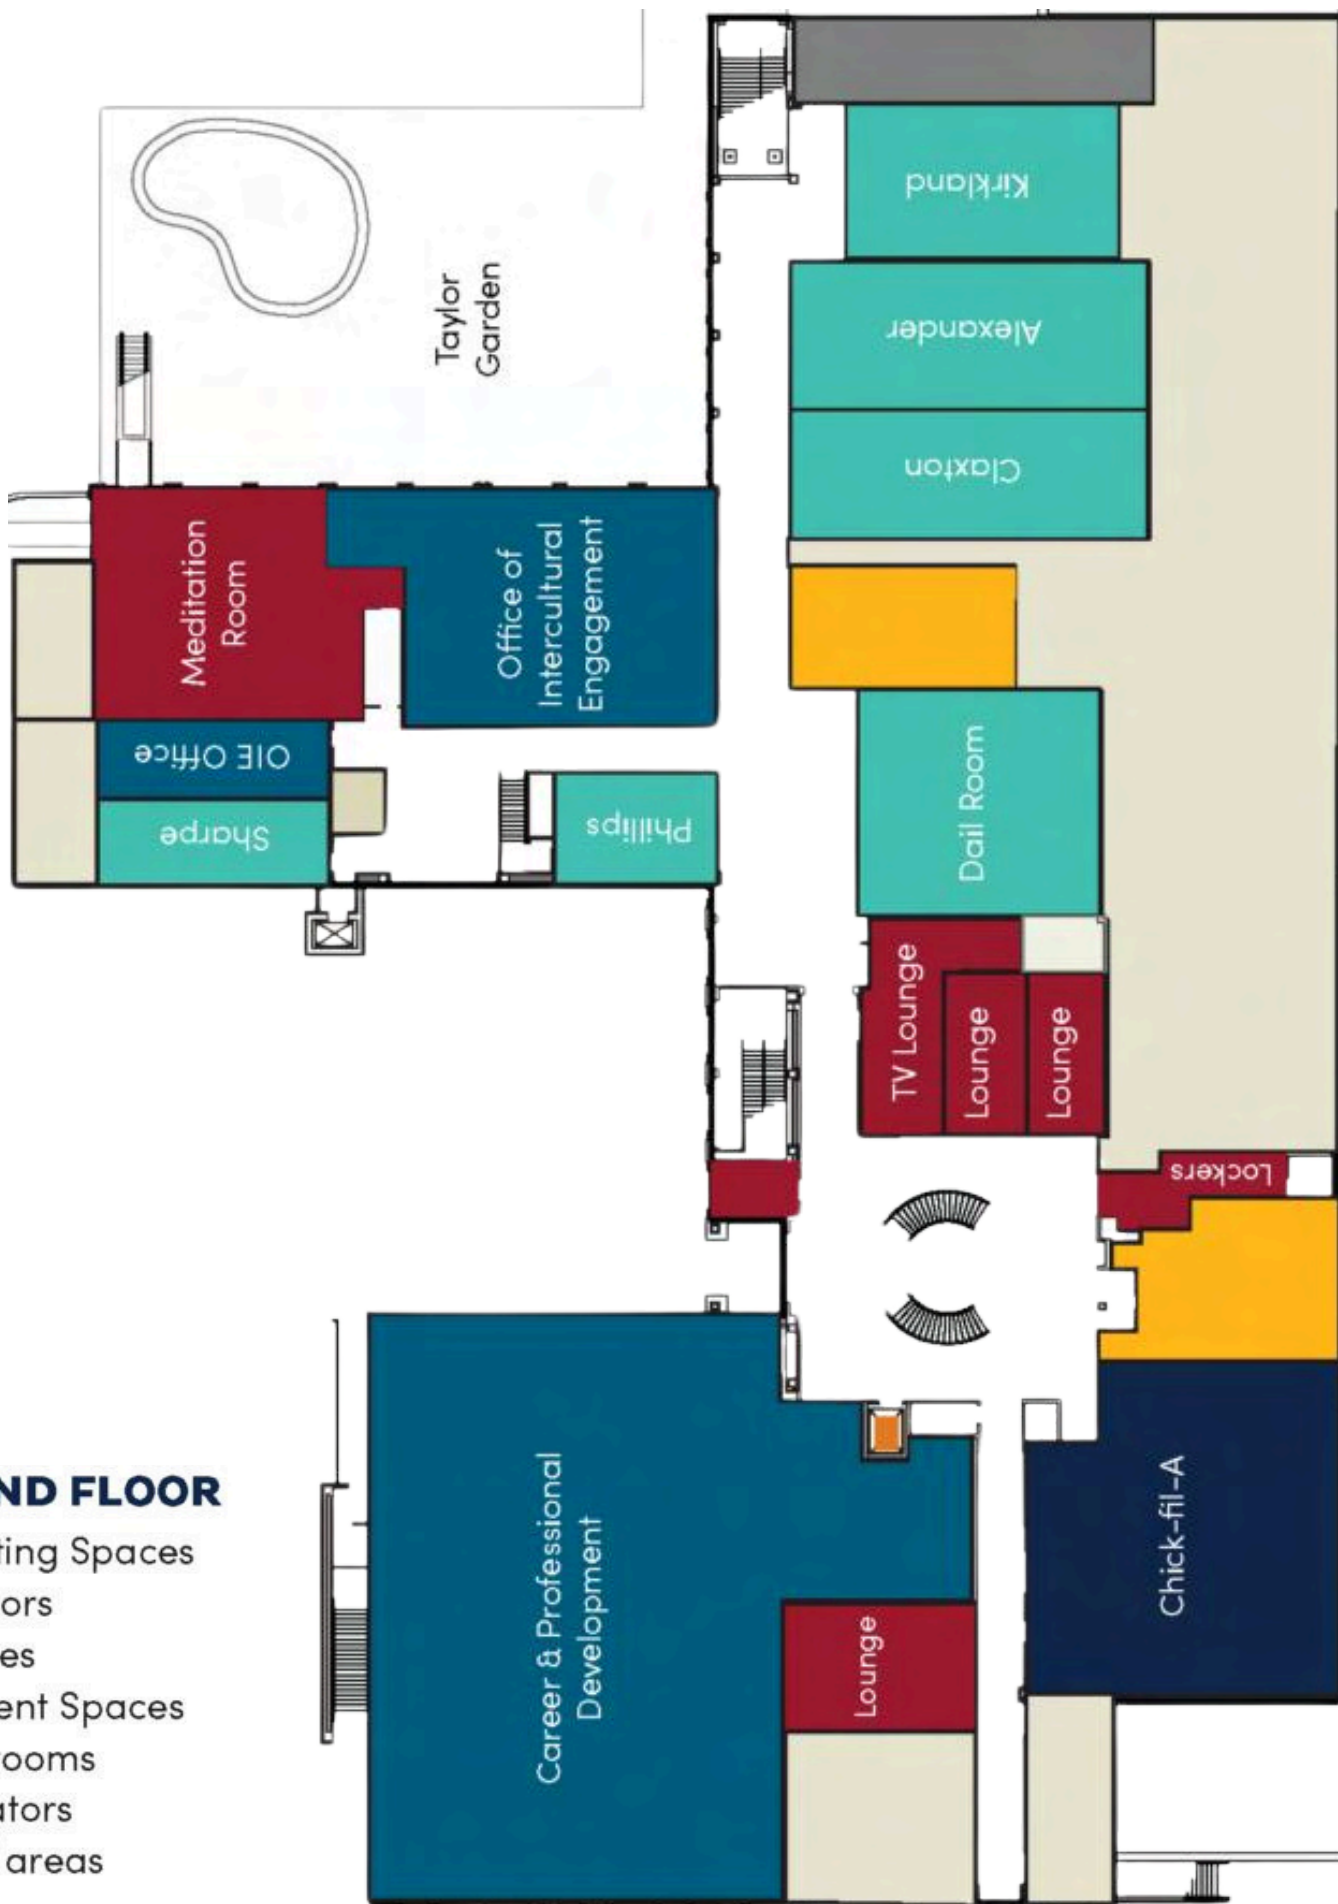 Kirkland
Alexander
Claxton
Taylor
Garden
Meditation
Room
Office of
Intercultural
Engagement
OIE Office
Sharpe
Phillips
Dail Room
TV Lounge
Lounge
Lounge
Lockers
Career & Professional
Development
Lounge
Chick-fil-A
ND FLOOR
ting Spaces
ors
es
ent Spaces
ooms
ators
areas